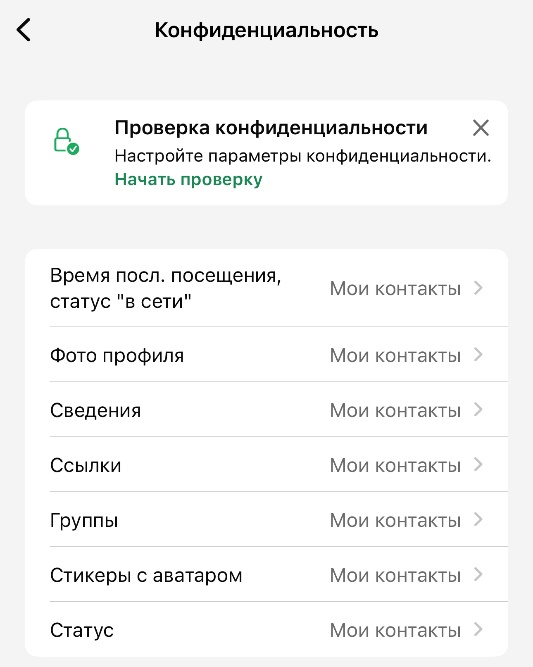 Конфиденциальность
Проверка конфиденциальности
Настройте параметры конфиденциальности.
Начать проверку
Время посл. посещения,
статус "в сети"
Мои контакты
Фото профиля Мои контакты
Сведения Мои контакты
Ссылки Мои контакты
Группы Мои контакты
Стикеры с аватаром Мои контакты
Статус Мои контакты